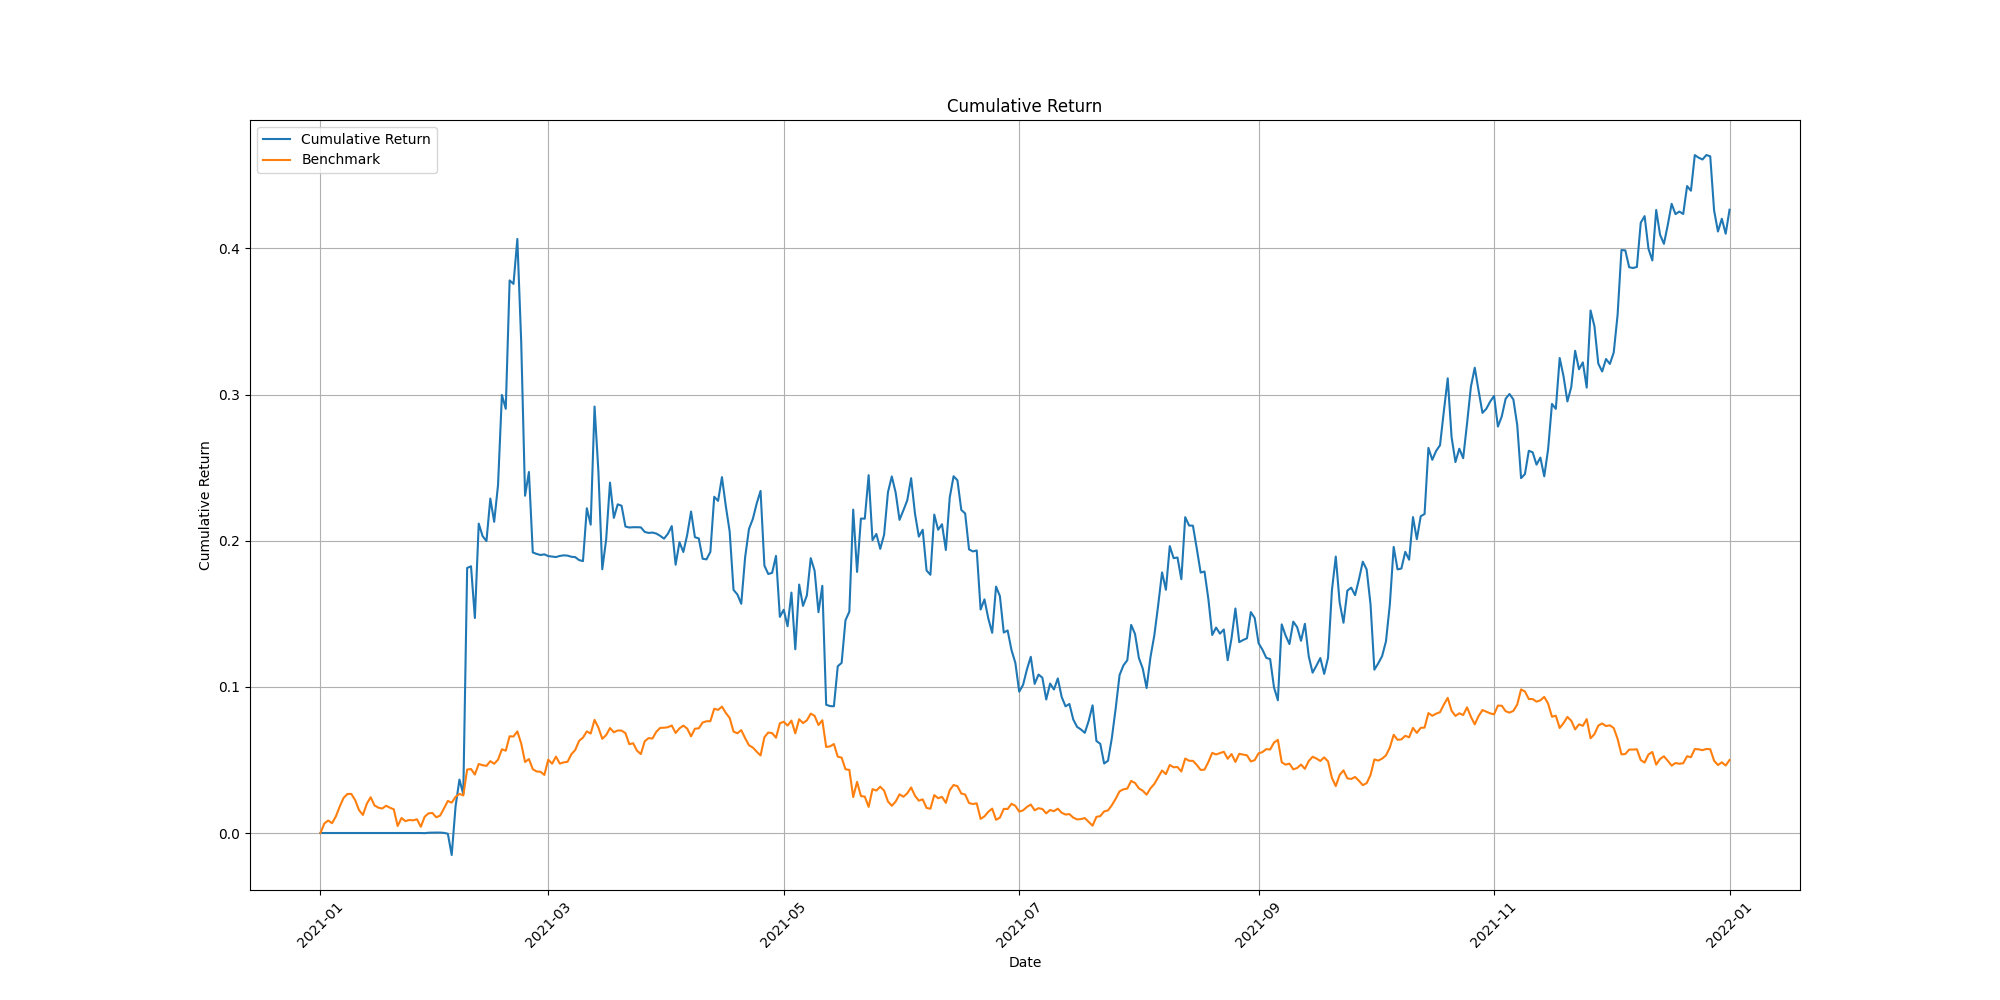 Cumulative Return
Cumulative Return
Benchmark
Cumulative Return
0.4
0.3
0.2
0.1
0.0
2021-01
2021-03
2021-05
2021-07
2021-09
2021-11
2022-01
Date